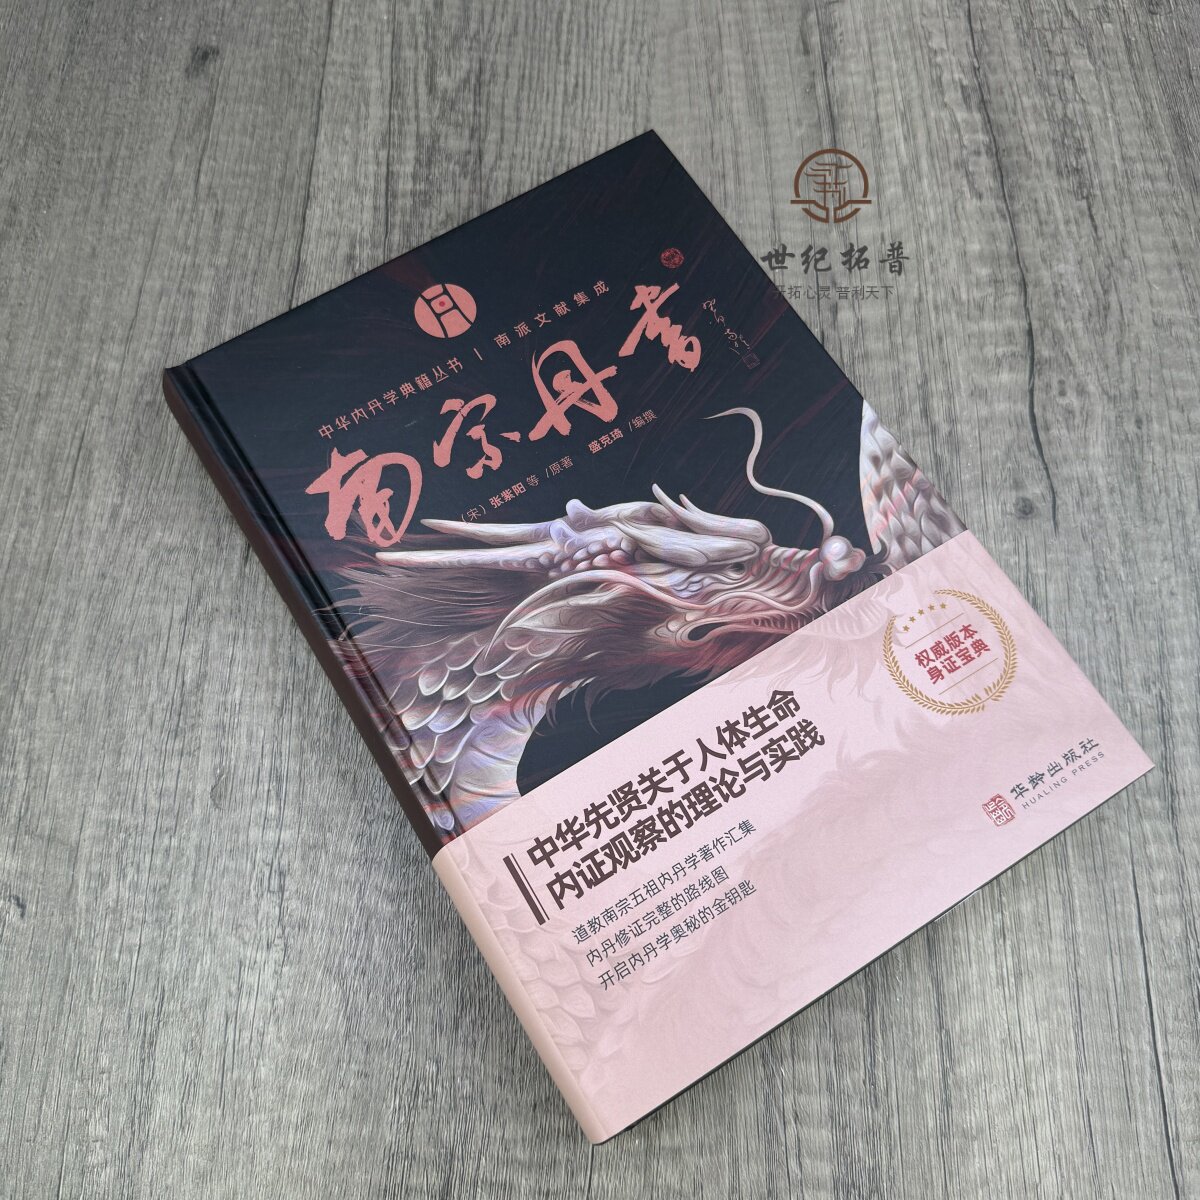 世纪拓普
开拓心灵 普利天下
中华内丹学典籍丛书 | 南派文献集成
南宗丹书
(宋)张紫阳 等 /原著 盛克琦 /编撰
权威版本
身证宝典
中华先贤关于人体生命
内证观察的理论与实践
道教南宗五祖内丹学著作汇集
内丹修证完整的路线图
开启内丹学奥秘的金钥匙
华龄出版社
HUALING PRESS